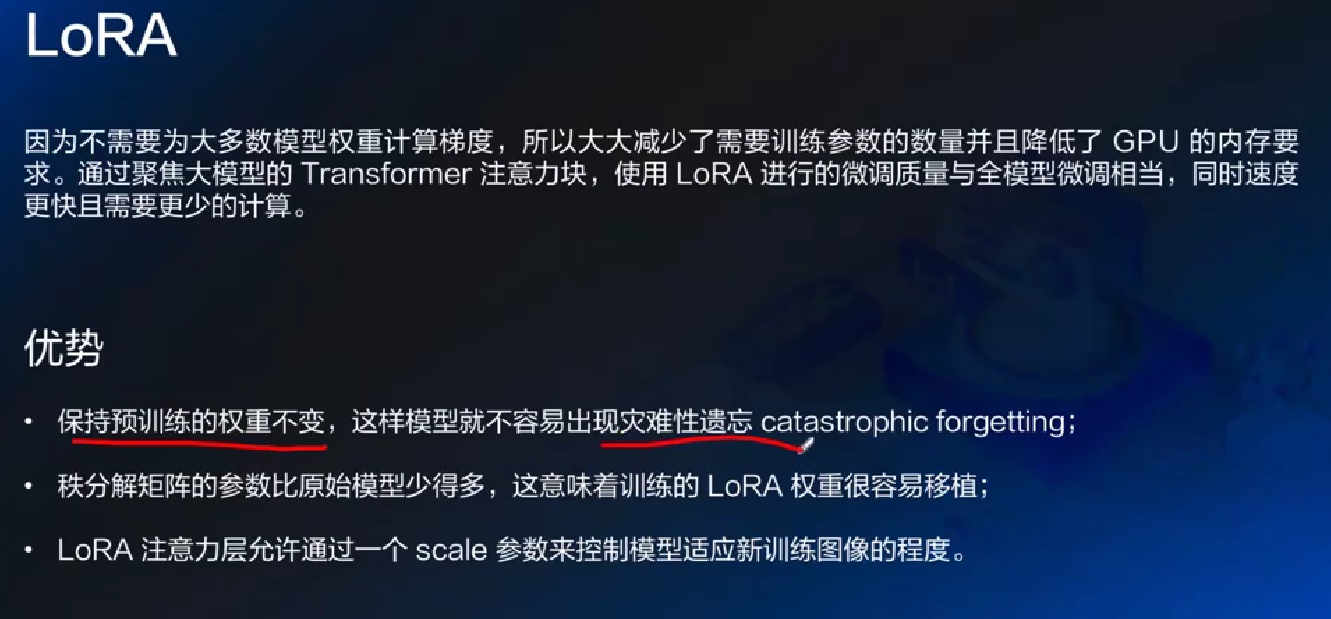 LoRA
因为不需要为大多数模型权重计算梯度，所以大大减少了需要训练参数的数量并且降低了 GPU 的内存要
求。通过聚焦大模型的 Transformer 注意力块，使用 LoRA 进行的微调质量与全模型微调相当，同时速度
更快且需要更少的计算。
优势
• 保持预训练的权重不变，这样模型就不容易出现灾难性遗忘 catastrophic forgetting；
• 秩分解矩阵的参数比原始模型少得多，这意味着训练的 LoRA 权重很容易移植；
• LoRA 注意力层允许通过一个 scale 参数来控制模型适应新训练图像的程度。